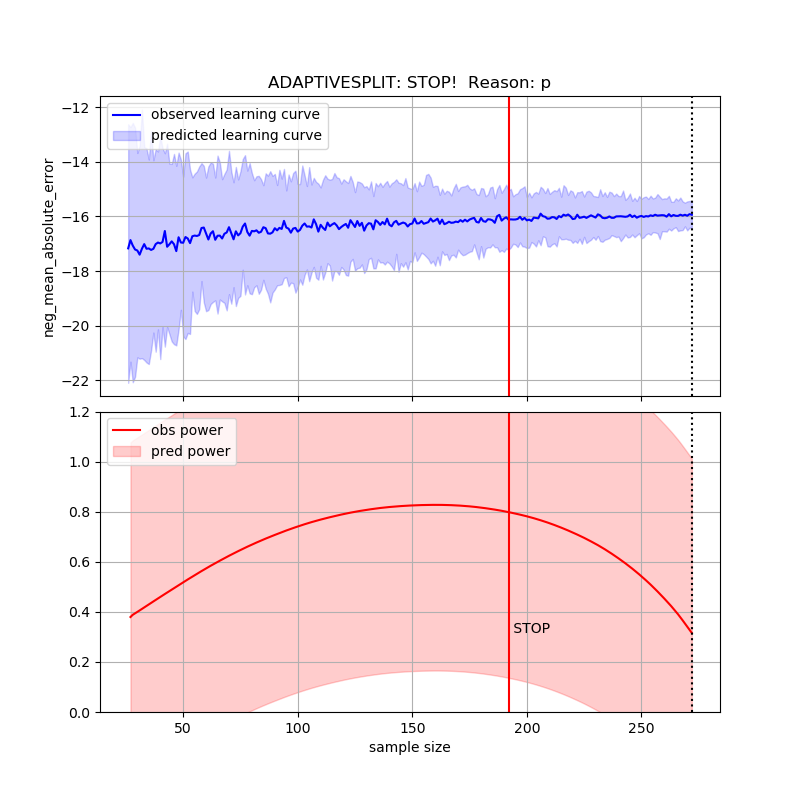 ADAPTIVESPLIT: STOP!  Reason: p
observed learning curve
predicted learning curve
neg_mean_absolute_error
−12
−14
−16
−18
−20
−22
obs power
pred power
1.2
1.0
0.8
0.6
0.4
0.2
0.0
STOP
50 100 150 200 250
sample size